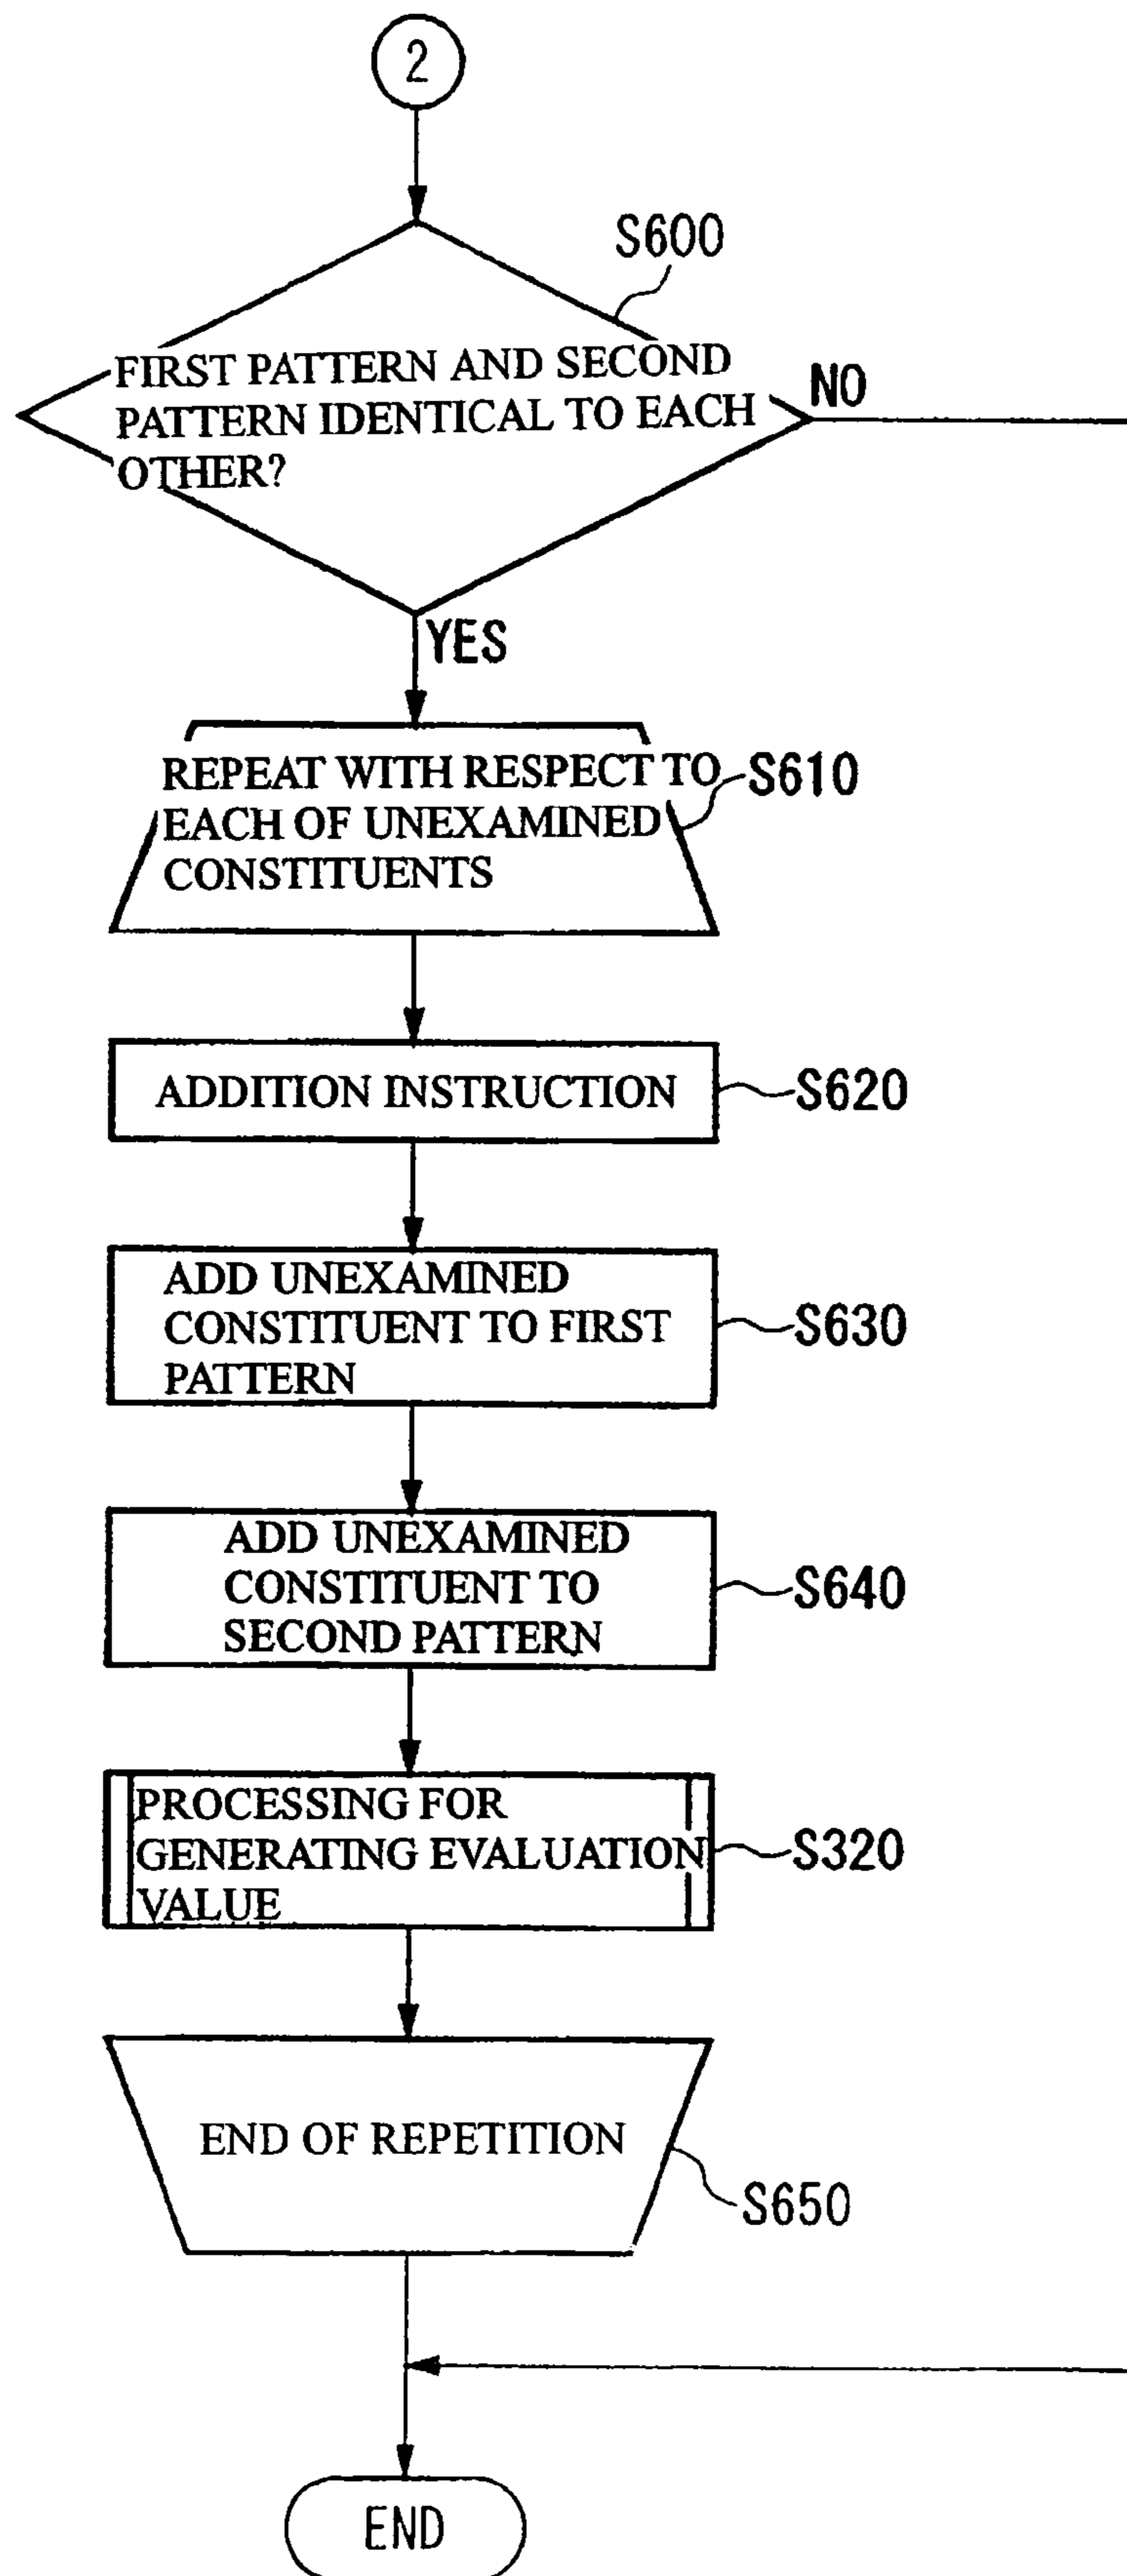 2
S600
FIRST PATTERN AND SECOND
PATTERN IDENTICAL TO EACH
OTHER?
NO
YES
REPEAT WITH RESPECT TO
EACH OF UNEXAMINED
CONSTITUENTS
S610
ADDITION INSTRUCTION
S620
ADD UNEXAMINED
CONSTITUENT TO FIRST
PATTERN
S630
ADD UNEXAMINED
CONSTITUENT TO
SECOND PATTERN
S640
PROCESSING FOR
GENERATING EVALUATION
VALUE
S320
END OF REPETITION
S650
END